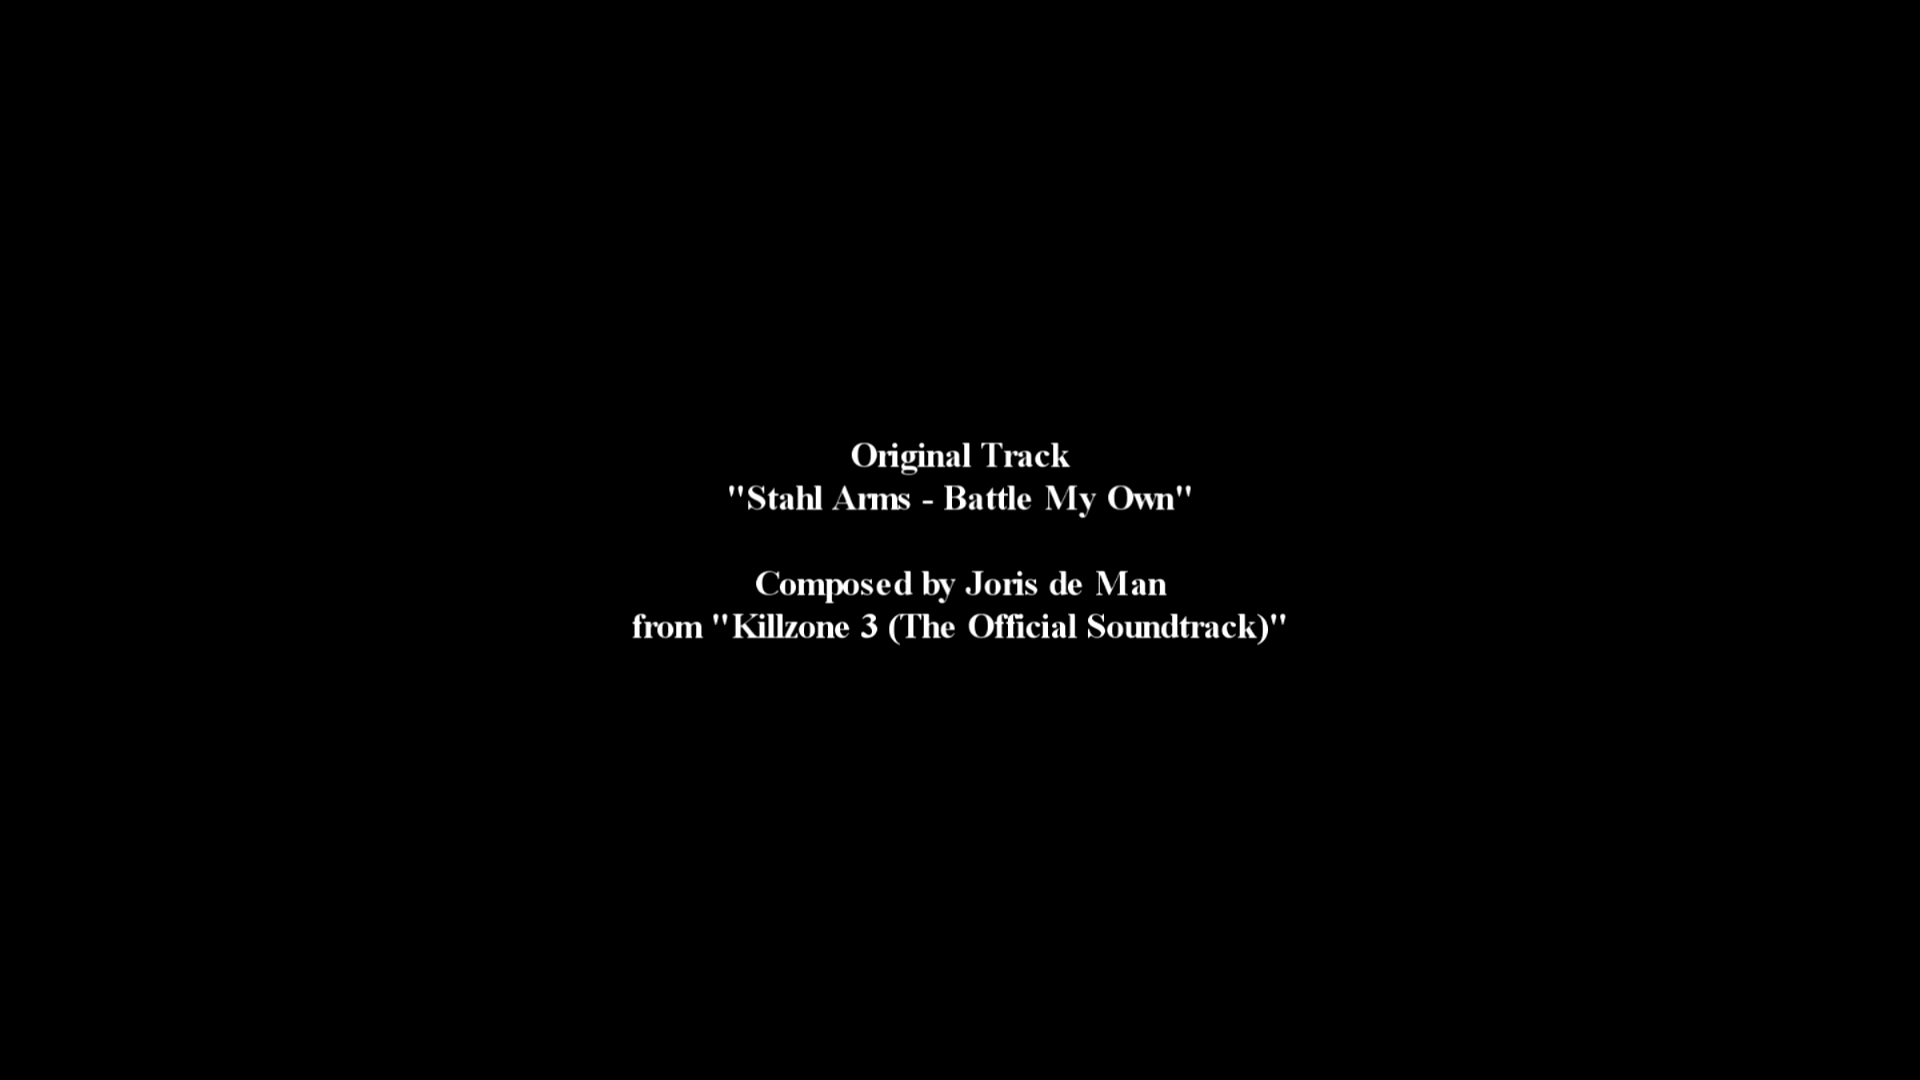 Original Track
"Stahl Arms - Battle My Own"
Composed by Joris de Man
from "Killzone 3 (The Official Soundtrack)"